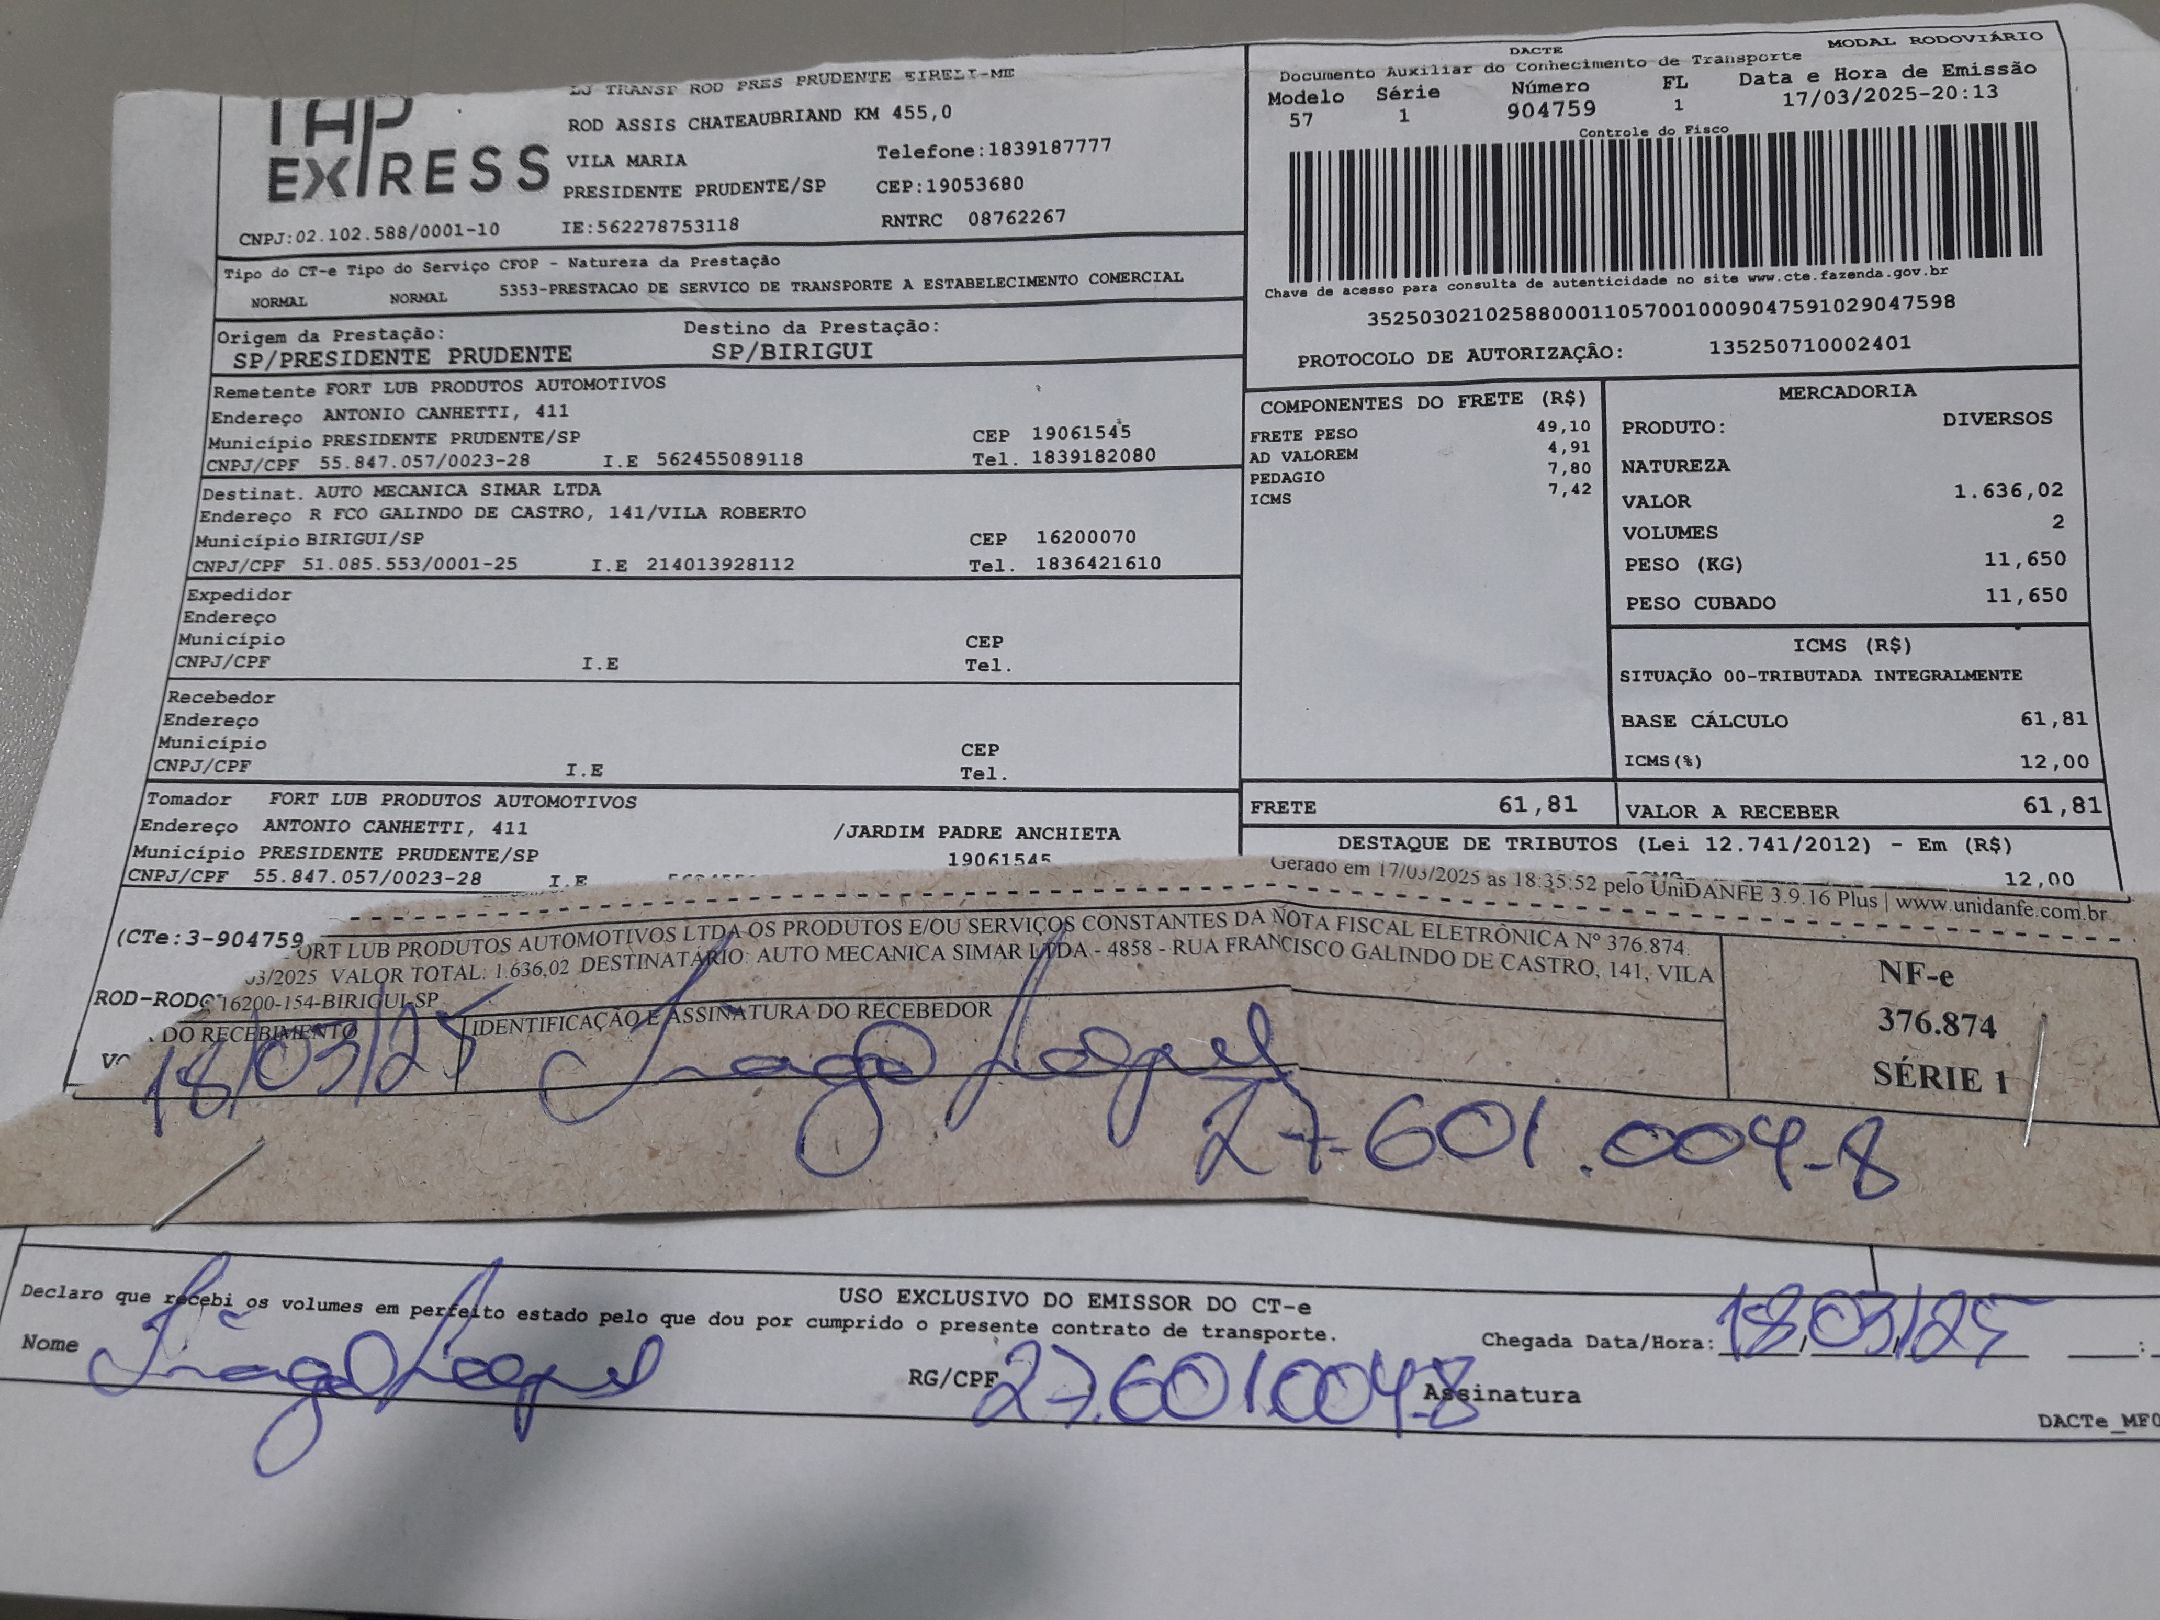 DACTE MODAL RODOVIÁRIO
Documento Auxiliar do Conhecimento de Transporte
Modelo Série Número FL Data e Hora de Emissão
57 1 904759 1 17/03/2025-20:13
Controle do Fisco
TRANSP ROD PRES PRUDENTE EIRELI-ME
EXPRESS
ROD ASSIS CHATEAUBRIAND KM 455,0
VILA MARIA Telefone:1839187777
PRESIDENTE PRUDENTE/SP CEP:19053680
CNPJ:02.102.588/0001-10 IE:562278753118 RNTRC 08762267
Tipo do CT-e Tipo do Serviço CFOP - Natureza da Prestação
NORMAL NORMAL 5353-PRESTACAO DE SERVICO DE TRANSPORTE A ESTABELECIMENTO COMERCIAL
Chave de acesso para consulta de autenticidade no site www.cte.fazenda.gov.br
35250302102588000110570010009047591029047598
PROTOCOLO DE AUTORIZAÇÂO: 135250710002401
Origem da Prestação: Destino da Prestação:
SP/PRESIDENTE PRUDENTE SP/BIRIGUI
Remetente FORT LUB PRODUTOS AUTOMOTIVOS
Endereço ANTONIO CANHETTI, 411
Município PRESIDENTE PRUDENTE/SP CEP 19061545
CNPJ/CPF 55.847.057/0023-28 I.E 562455089118 Tel. 1839182080
Destinat. AUTO MECANICA SIMAR LTDA
Endereço R FCO GALINDO DE CASTRO, 141/VILA ROBERTO
Município BIRIGUI/SP CEP 16200070
CNPJ/CPF 51.085.553/0001-25 I.E 214013928112 Tel. 1836421610
Expedidor
Endereço
Município CEP
CNPJ/CPF I.E Tel.
Recebedor
Endereço
Município CEP
CNPJ/CPF I.E Tel.
Tomador FORT LUB PRODUTOS AUTOMOTIVOS
Endereço ANTONIO CANHETTI, 411 /JARDIM PADRE ANCHIETA
Município PRESIDENTE PRUDENTE/SP 19061545
CNPJ/CPF 55.847.057/0023-28 I.E
COMPONENTES DO FRETE (R$)
FRETE PESO 49,10
AD VALOREM 4,91
PEDAGIO 7,80
ICMS 7,42
MERCADORIA
PRODUTO: DIVERSOS
NATUREZA
VALOR 1.636,02
VOLUMES 2
PESO (KG) 11,650
PESO CUBADO 11,650
ICMS (R$)
SITUAÇÃO 00-TRIBUTADA INTEGRALMENTE
BASE CÁLCULO 61,81
ICMS(%) 12,00
FRETE 61,81 VALOR A RECEBER 61,81
DESTAQUE DE TRIBUTOS (Lei 12.741/2012) - Em (R$)
12,00
Gerado em 17/03/2025 as 18:35:52 pelo UniDANFE 3.9.16 Plus | www.unidanfe.com.br
(CTe:3-904759
ORT LUB PRODUTOS AUTOMOTIVOS LTDA OS PRODUTOS E/OU SERVIÇOS CONSTANTES DA NOTA FISCAL ELETRÔNICA Nº 376.874.
03/2025 VALOR TOTAL: 1.636,02 DESTINATÁRIO: AUTO MECANICA SIMAR LTDA - 4858 - RUA FRANCISCO GALINDO DE CASTRO, 141, VILA
16200-154-BIRIGUI-SP
DO RECEBIMENTO IDENTIFICAÇÃO E ASSINATURA DO RECEBEDOR
NF-e
376.874
SÉRIE 1
18/03/25
27.601.004-8
USO EXCLUSIVO DO EMISSOR DO CT-e
Declaro que recebi os volumes em perfeito estado pelo que dou por cumprido o presente contrato de transporte.
Nome RG/CPF 27.601.004-8 Assinatura
Chegada Data/Hora: 18/03/25 :
DACTe_MF0